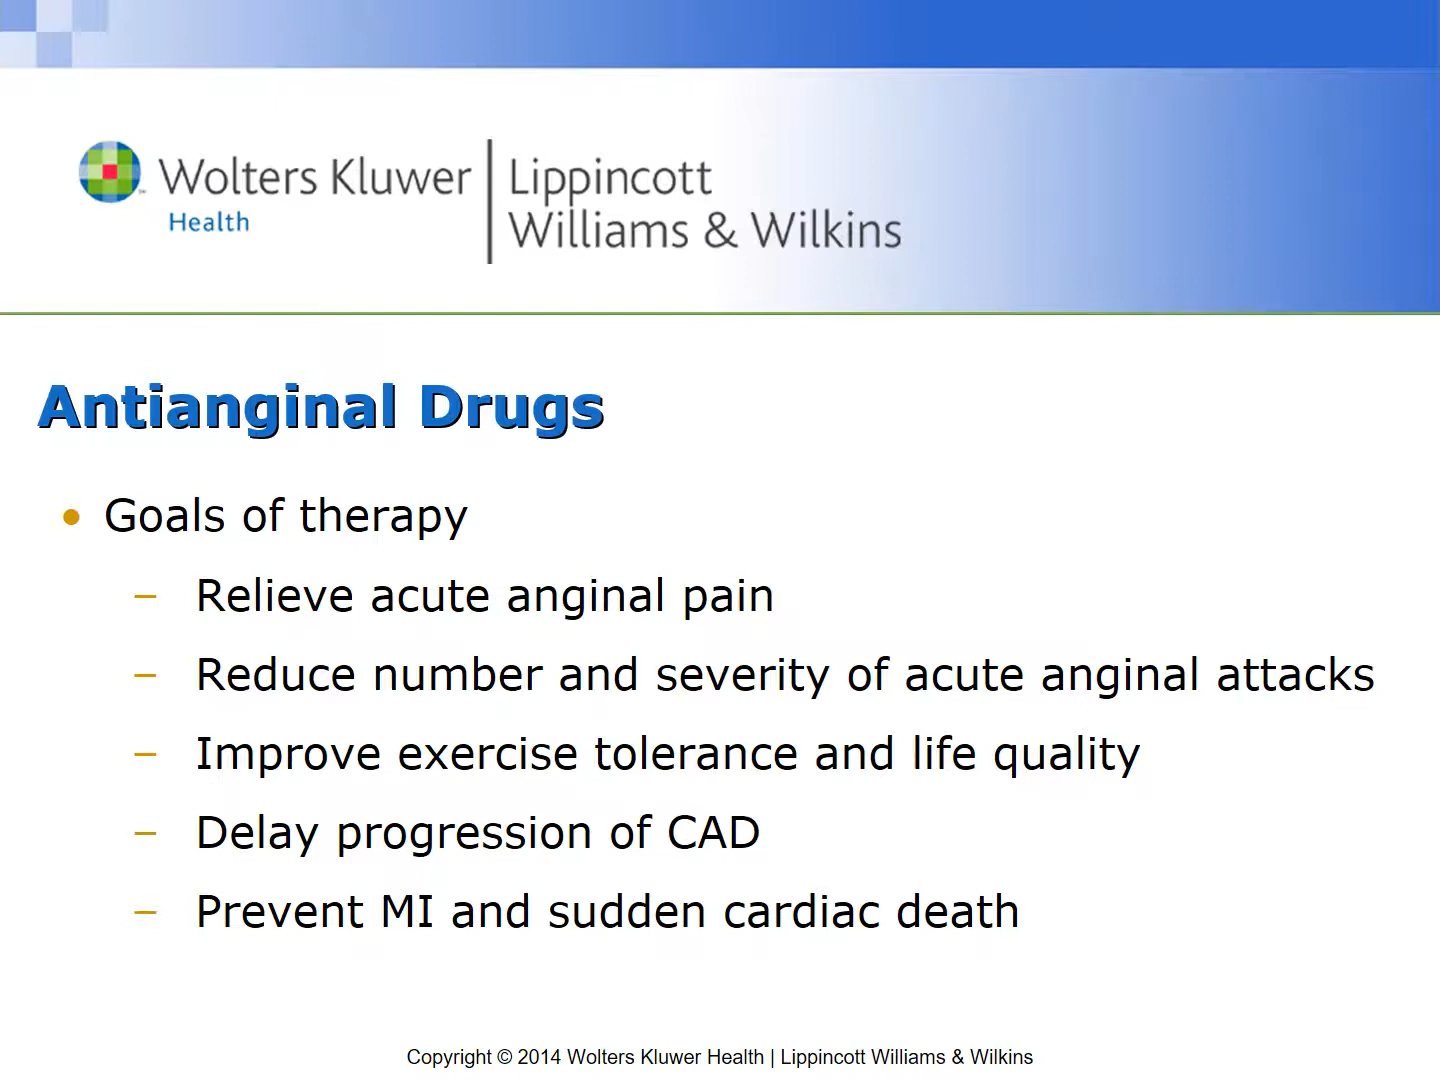 Wolters Kluwer
Health
Lippincott
Williams & Wilkins
Antianginal Drugs
• Goals of therapy
– Relieve acute anginal pain
– Reduce number and severity of acute anginal attacks
– Improve exercise tolerance and life quality
– Delay progression of CAD
– Prevent MI and sudden cardiac death
Copyright © 2014 Wolters Kluwer Health | Lippincott Williams & Wilkins